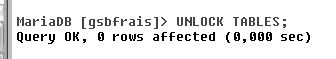 MariaDB [gsbfrais]> UNLOCK TABLES;
Query OK, 0 rows affected (0,000 sec)